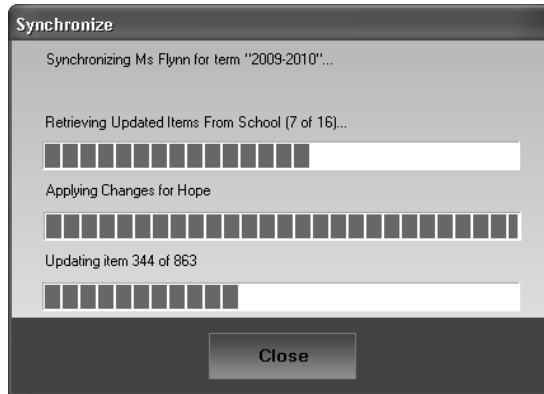 Synchronize
Synchronizing Ms Flynn for term "2009-2010"...
Retrieving Updated Items From School (7 of 16)...
Applying Changes for Hope
Updating item 344 of 863
Close